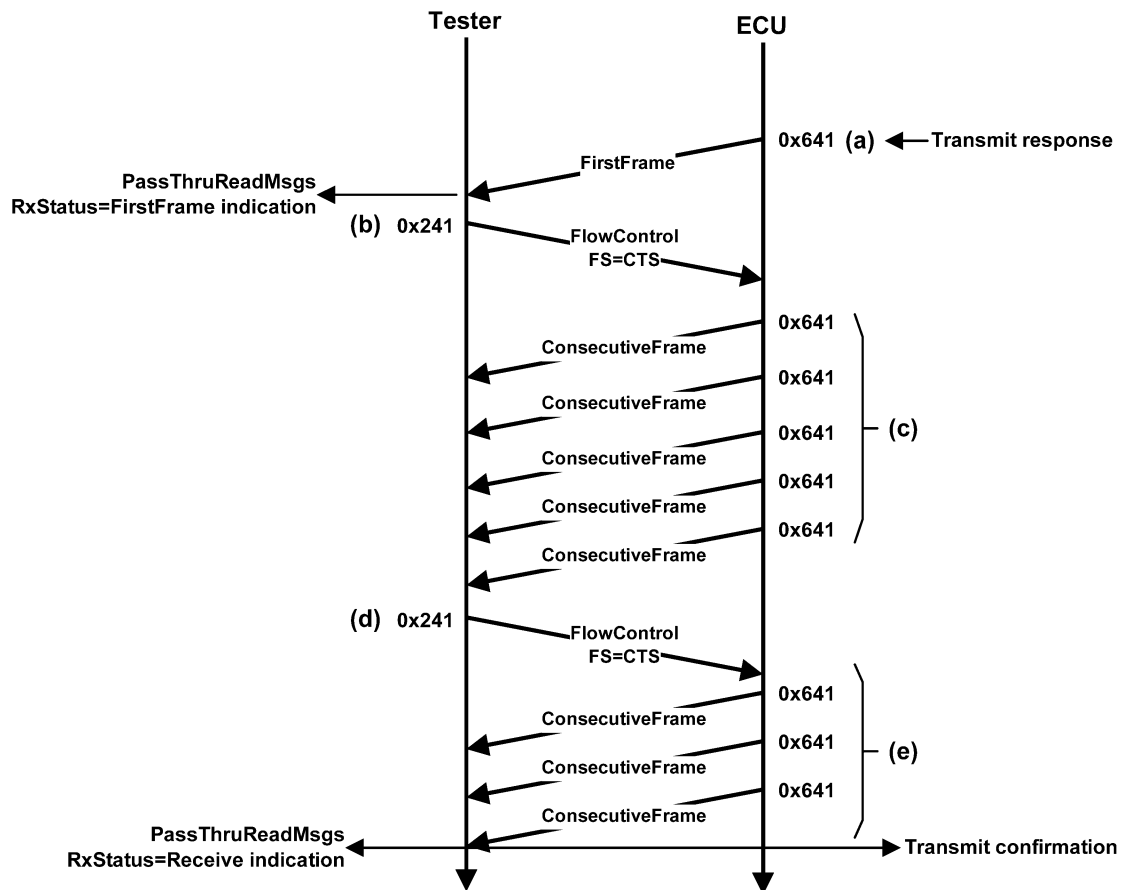 Tester
ECU
0x641 (a) Transmit response
FirstFrame
PassThruReadMsgs
RxStatus=FirstFrame indication
(b) 0x241
FlowControl
FS=CTS
0x641
ConsecutiveFrame
0x641
ConsecutiveFrame
0x641
(c)
ConsecutiveFrame
0x641
ConsecutiveFrame
0x641
ConsecutiveFrame
(d) 0x241
FlowControl
FS=CTS
0x641
ConsecutiveFrame
0x641
(e)
ConsecutiveFrame
0x641
ConsecutiveFrame
PassThruReadMsgs
RxStatus=Receive indication
Transmit confirmation